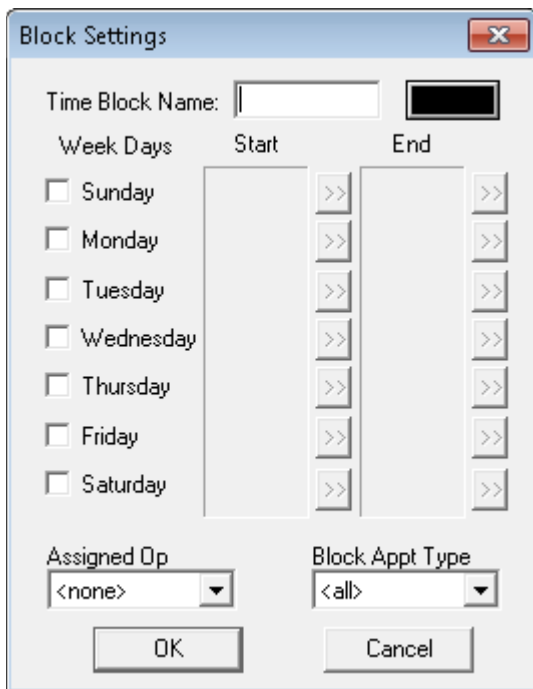 Block Settings
Time Block Name:
Week Days Start End
Sunday >> >>
Monday >> >>
Tuesday >> >>
Wednesday >> >>
Thursday >> >>
Friday >> >>
Saturday >> >>
Assigned Op Block Appt Type
<none> <all>
OK Cancel